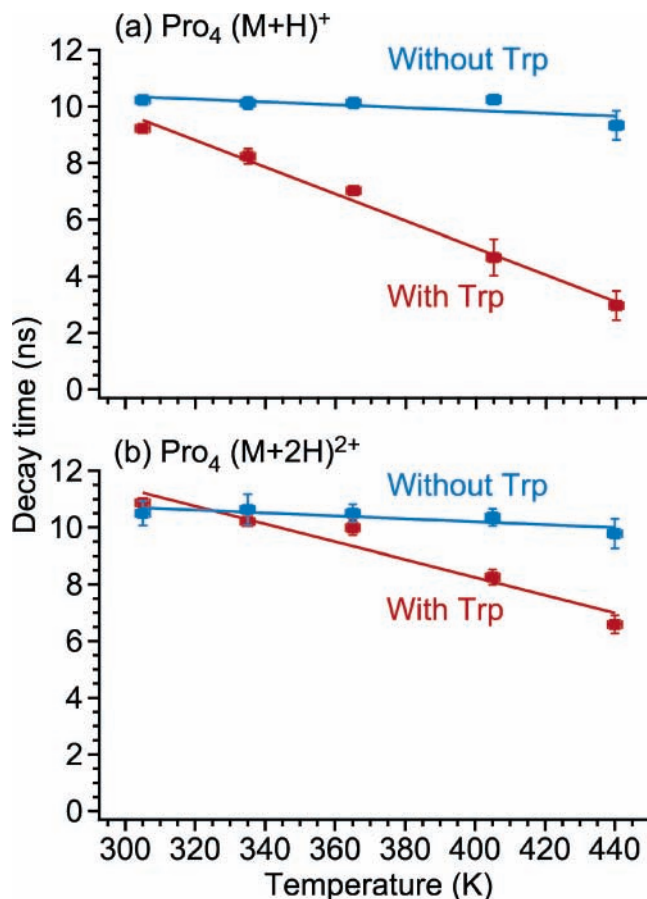 (a) Pro₄ (M+H)⁺
Without Trp
With Trp
12
10
8
6
4
2
0
Decay time (ns)
(b) Pro₄ (M+2H)²⁺
Without Trp
With Trp
12
10
8
6
4
2
0
300 320 340 360 380 400 420 440
Temperature (K)